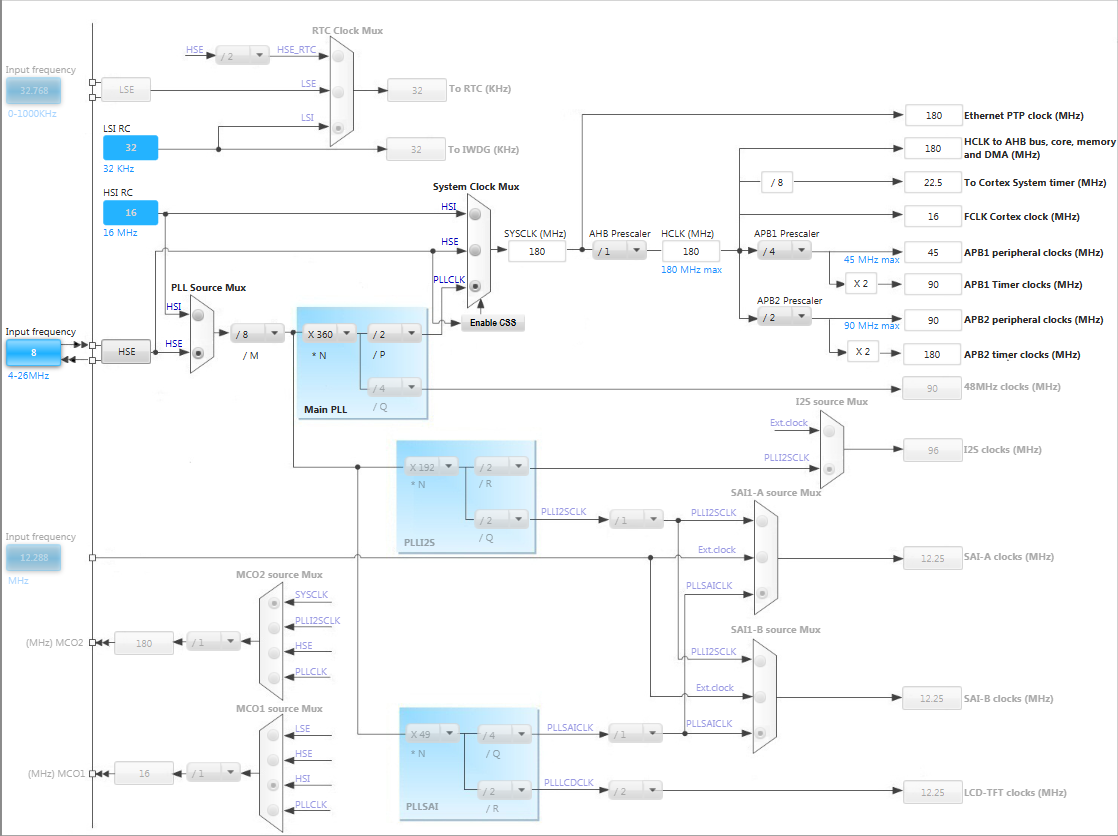 RTC Clock Mux
HSE
/ 2
HSE_RTC
Input frequency
32.768
0-1000KHz
LSE
LSE
32
To RTC (KHz)
LSI
LSI RC
32
32 KHz
32
To IWDG (KHz)
180
Ethernet PTP clock (MHz)
180
HCLK to AHB bus, core, memory
and DMA (MHz)
/ 8
22.5
To Cortex System timer (MHz)
16
FCLK Cortex clock (MHz)
HSI RC
16
16 MHz
System Clock Mux
HSI
HSE
PLLCLK
Enable CSS
SYSCLK (MHz)
180
AHB Prescaler
/ 1
HCLK (MHz)
180
180 MHz max
APB1 Prescaler
/ 4
45 MHz max
45
APB1 peripheral clocks (MHz)
X 2
90
APB1 Timer clocks (MHz)
APB2 Prescaler
/ 2
90 MHz max
90
APB2 peripheral clocks (MHz)
X 2
180
APB2 timer clocks (MHz)
PLL Source Mux
HSI
HSE
Input frequency
8
4-26MHz
HSE
/ 8
/ M
X 360
* N
/ 2
/ P
/ 4
/ Q
Main PLL
90
48MHz clocks (MHz)
I2S source Mux
Ext.clock
PLLI2SCLK
96
I2S clocks (MHz)
X 192
* N
/ 2
/ R
/ 2
/ Q
PLLI2S
PLLI2SCLK
/ 1
SAI1-A source Mux
PLLI2SCLK
Ext.clock
PLLSAICLK
12.25
SAI-A clocks (MHz)
Input frequency
12.288
MHz
MCO2 source Mux
SYSCLK
PLLI2SCLK
HSE
PLLCLK
(MHz) MCO2
180
/ 1
SAI1-B source Mux
PLLI2SCLK
Ext.clock
PLLSAICLK
12.25
SAI-B clocks (MHz)
MCO1 source Mux
LSE
HSE
HSI
PLLCLK
(MHz) MCO1
16
/ 1
X 49
* N
/ 4
/ Q
/ 2
/ R
PLLSAI
PLLSAICLK
/ 1
PLLLCDCLK
/ 2
12.25
LCD-TFT clocks (MHz)